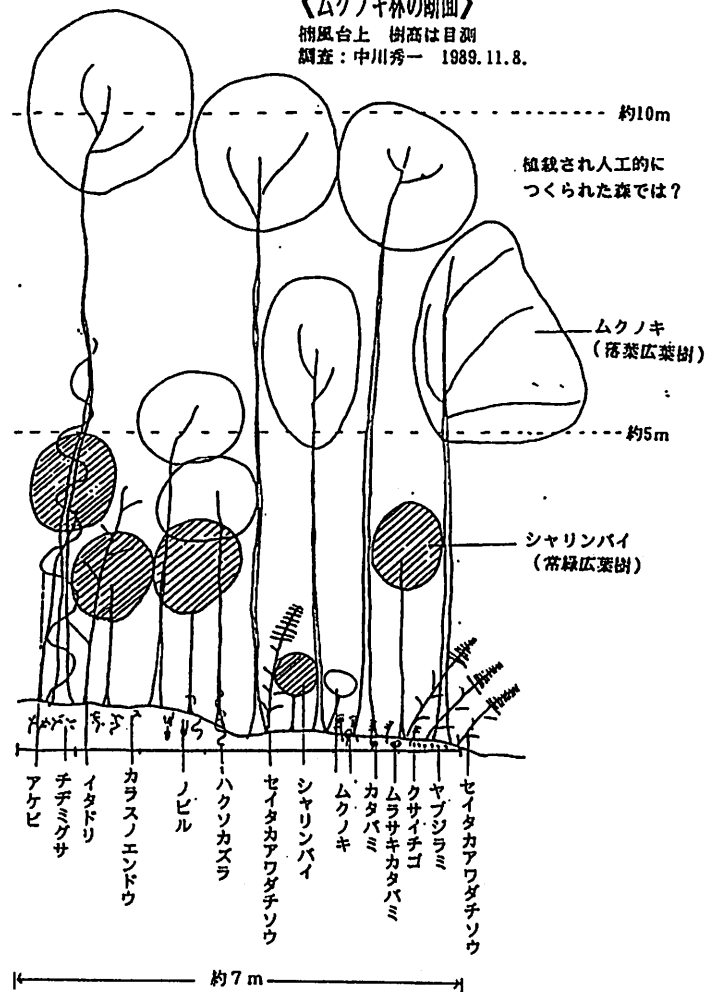 《ムクノキ林の断面》
楠風台上 樹高は目測
調査:中川秀一 1989.11.8.
約10m
植栽され人工的に
つくられた森では?
ムクノキ
(落葉広葉樹)
約5m
シャリンバイ
(常緑広葉樹)
アケビ
チヂミグサ
イタドリ
カラスノエンドウ
ノビル
ハクソカズラ
セイタカアワダチソウ
シャリンバイ
ムクノキ
カタバミ
ムラサキカタバミ
クサイチゴ
ヤブジラミ
セイタカアワダチソウ
約7m